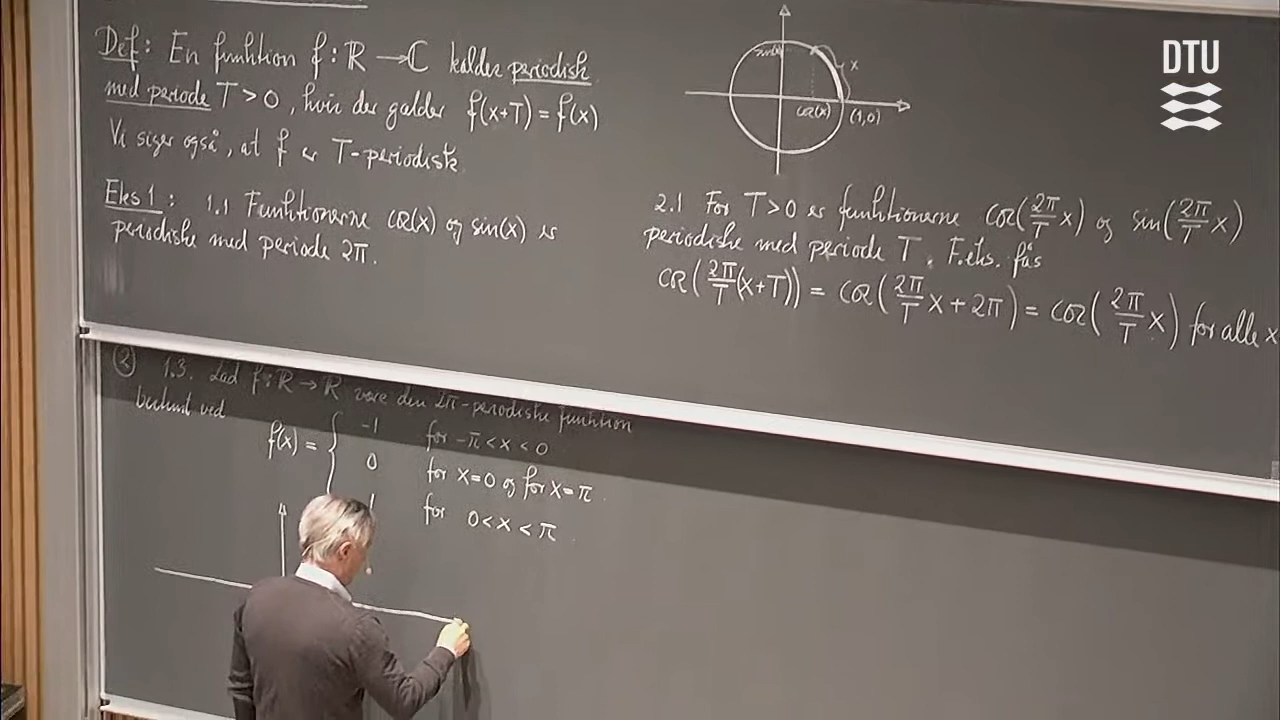 Def: En funktion f: ℝ → ℂ kaldes periodisk
med periode T > 0, hvis der gælder f(x+T) = f(x)
Vi siger også, at f er T-periodisk.
Eks 1: 1.1 Funktionerne cos(x) og sin(x) er
periodiske med periode 2π.
sin(x)
x
cos(x)
(1,0)
2.1 For T > 0 er funktionerne cos(2π/T x) og sin(2π/T x)
periodiske med periode T. F.eks. fås
cos(2π/T (x+T)) = cos(2π/T x + 2π) = cos(2π/T x) for alle x
② 1.3. Lad f: ℝ → ℝ være den 2π-periodiske funktion
bestemt ved
f(x) = { -1 for -π < x < 0
0 for x = 0 og for x = π.
1 for 0 < x < π.
DTU